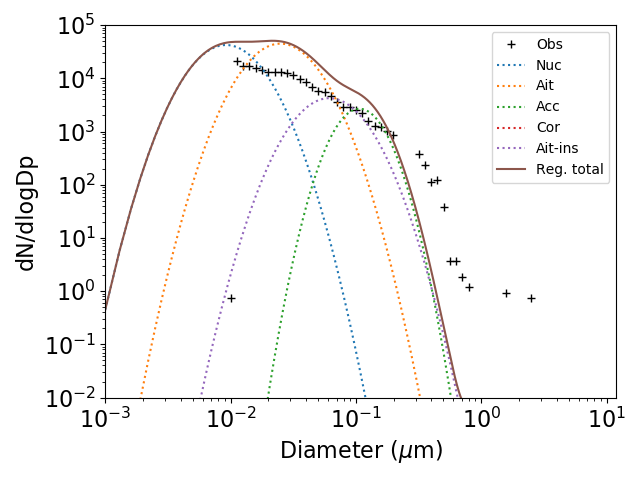 10^5
10^4
10^3
10^2
10^1
10^0
10^-1
10^-2
dN/dlogDp
Obs
Nuc
Ait
Acc
Cor
Ait-ins
Reg. total
10^-3 10^-2 10^-1 10^0 10^1
Diameter (μm)